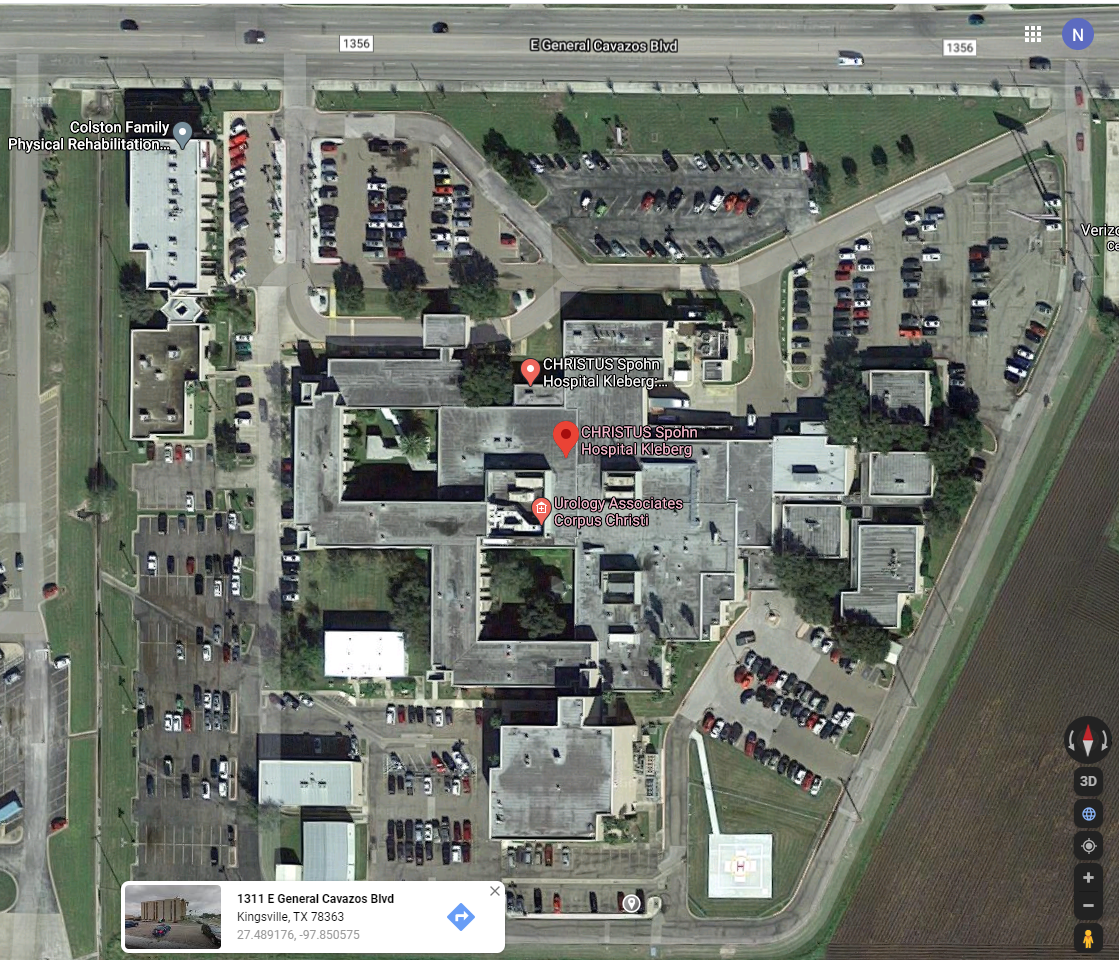 1356
E General Cavazos Blvd
1356
N
Colston Family
Physical Rehabilitation...
Verizo
Ce
CHRISTUS Spohn
Hospital Kleberg:...
CHRISTUS Spohn
Hospital Kleberg
Urology Associates
Corpus Christi
3D
H
1311 E General Cavazos Blvd
Kingsville, TX 78363
27.489176, -97.850575